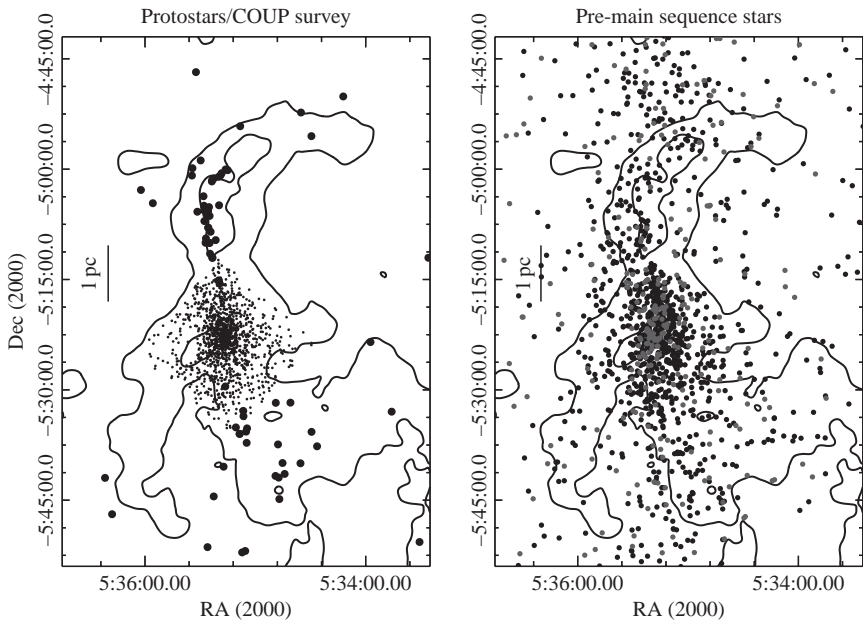 Protostars/COUP survey
Pre-main sequence stars
Dec (2000)
−4:45:00.0
−5:00:00.0
−5:15:00.0
−5:30:00.0
−5:45:00.0
1 pc
5:36:00.00
5:34:00.00
RA (2000)
−4:45:00.0
−5:00:00.0
−5:15:00.0
−5:30:00.0
−5:45:00.0
1 pc
5:36:00.00
5:34:00.00
RA (2000)